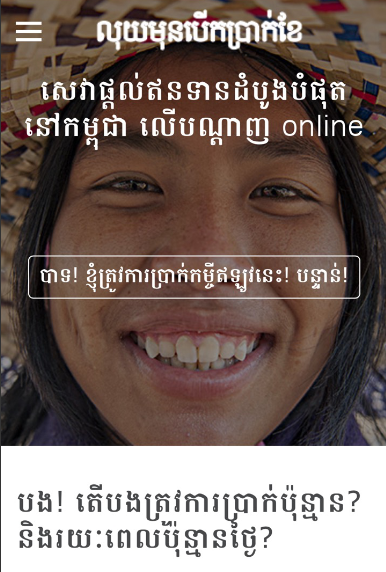 លុយមុនបើកប្រាក់ខែ
សេវាផ្តល់ឥនទានដំបូងបំផុត
នៅកម្ពុជា លើបណ្តាញ online
បាទ! ខ្ញុំត្រូវការប្រាក់កម្ចីឥឡូវនេះ! បន្ទាន់!
បង! តើបងត្រូវការប្រាក់ប៉ុន្មាន?
និងរយៈពេលប៉ុន្មានថ្ងៃ?